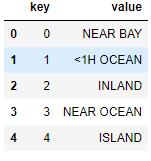 key value
0 0 NEAR BAY
1 1 <1H OCEAN
2 2 INLAND
3 3 NEAR OCEAN
4 4 ISLAND